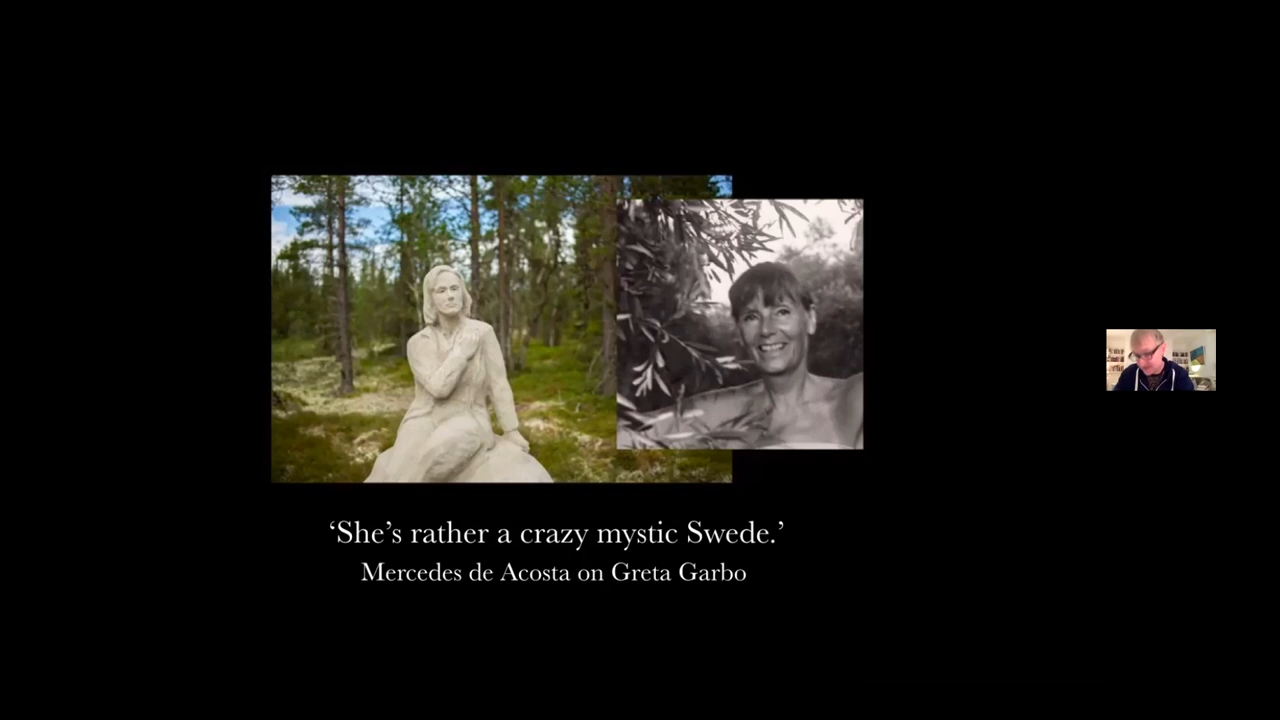 ‘She’s rather a crazy mystic Swede.’
Mercedes de Acosta on Greta Garbo